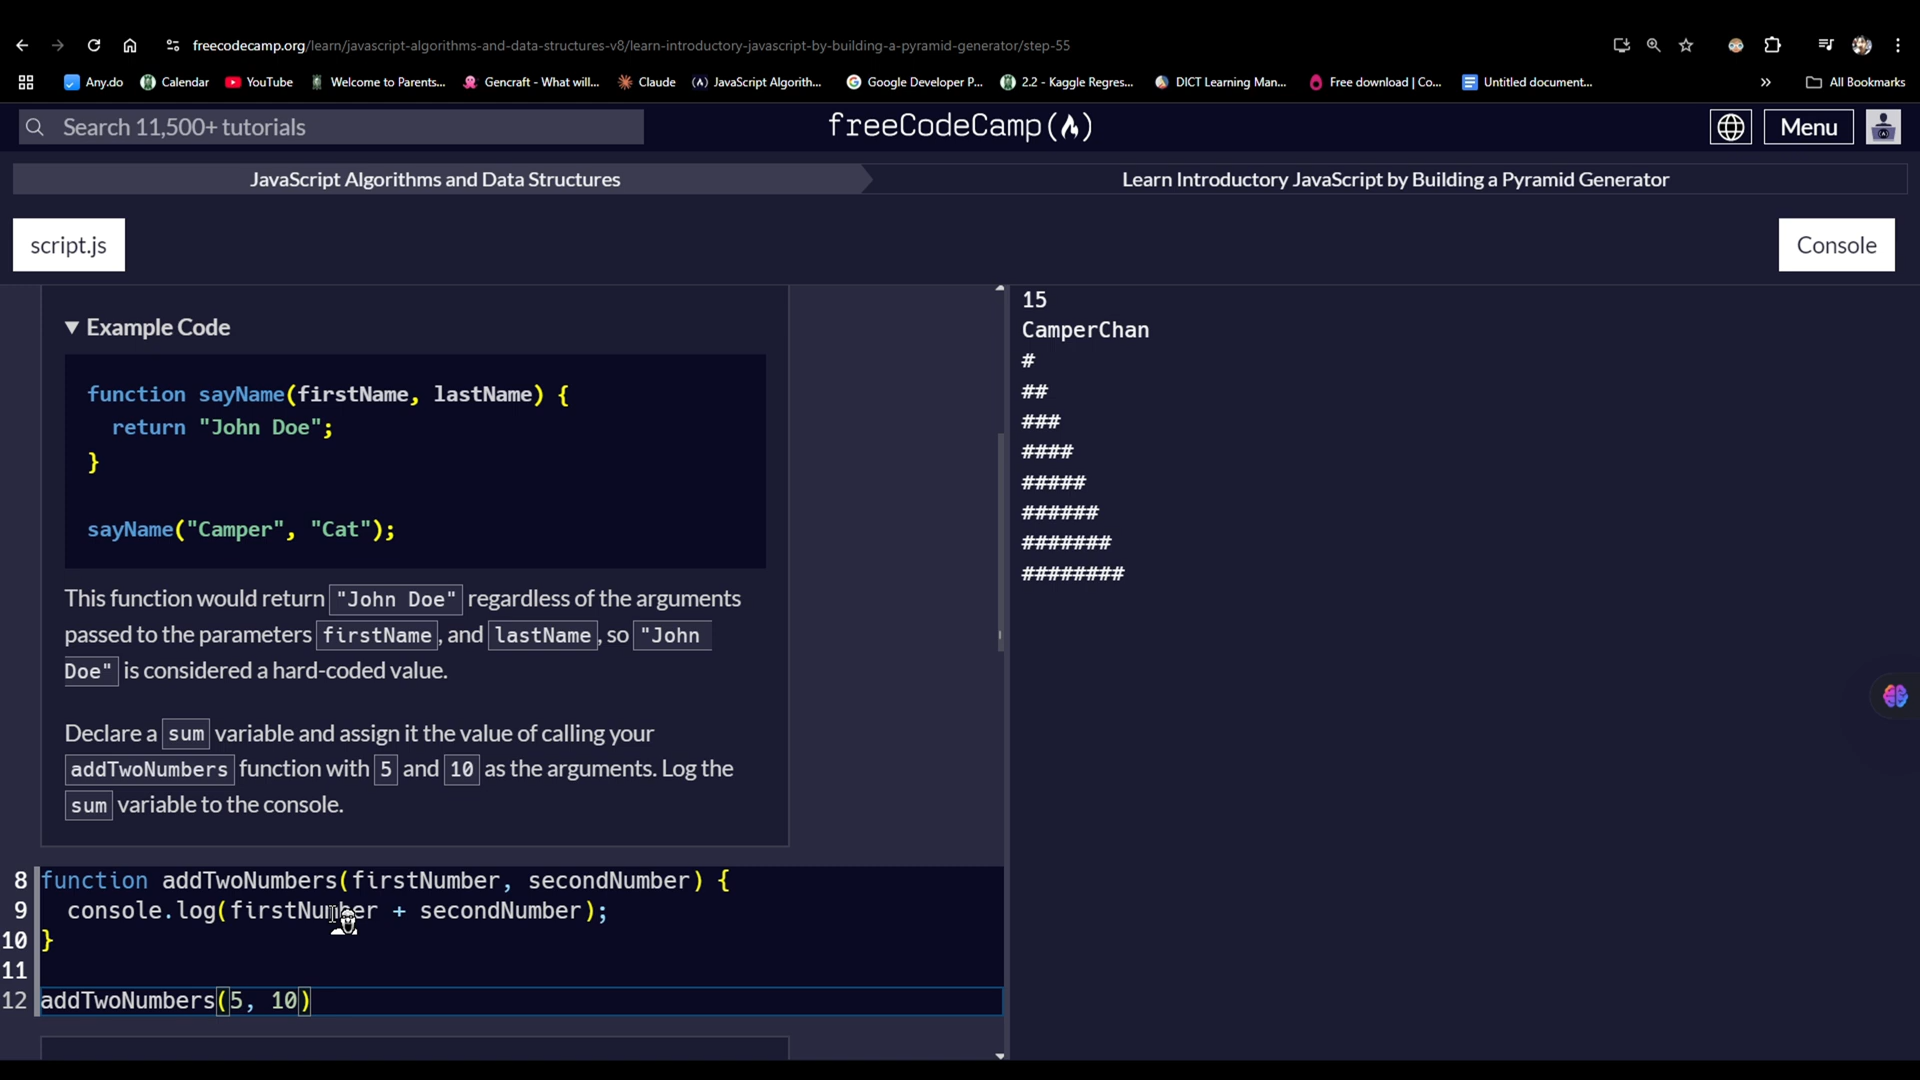 freecodecamp.org/learn/javascript-algorithms-and-data-structures-v8/learn-introductory-javascript-by-building-a-pyramid-generator/step-55
Any.do Calendar YouTube Welcome to Parents... Gencraft - What will... Claude JavaScript Algorith... Google Developer P... 2.2 - Kaggle Regres... DICT Learning Man... Free download | Co... Untitled document... » All Bookmarks
Search 11,500+ tutorials freeCodeCamp Menu
JavaScript Algorithms and Data Structures Learn Introductory JavaScript by Building a Pyramid Generator
script.js Console
▼ Example Code
function sayName(firstName, lastName) {
return "John Doe";
}
sayName("Camper", "Cat");
This function would return "John Doe" regardless of the arguments
passed to the parameters firstName, and lastName, so "John
Doe" is considered a hard-coded value.
Declare a sum variable and assign it the value of calling your
addTwoNumbers function with 5 and 10 as the arguments. Log the
sum variable to the console.
8 function addTwoNumbers(firstNumber, secondNumber) {
9 console.log(firstNumber + secondNumber);
10 }
11
12 addTwoNumbers(5, 10)
15
CamperChan
#
##
###
####
#####
######
#######
########